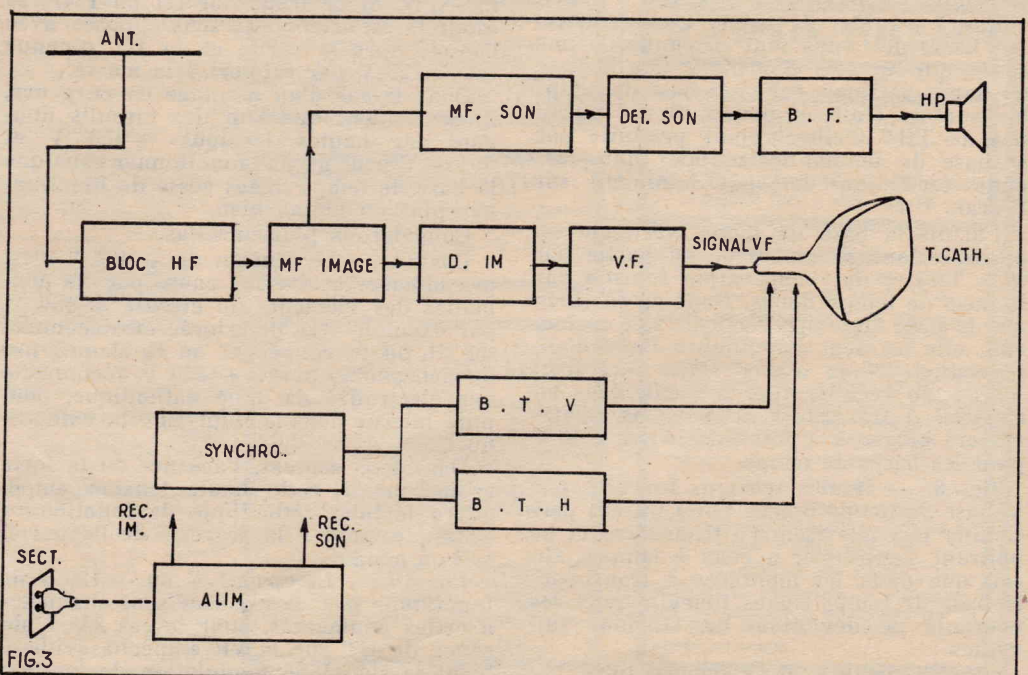 ANT.
MF. SON
DET. SON
B. F.
HP
BLOC HF
MF IMAGE
D. IM
V.F.
SIGNAL VF
T.CATH.
B. T. V
SYNCHRO.
B T H
REC. IM.
REC. SON
SECT.
ALIM.
FIG.3